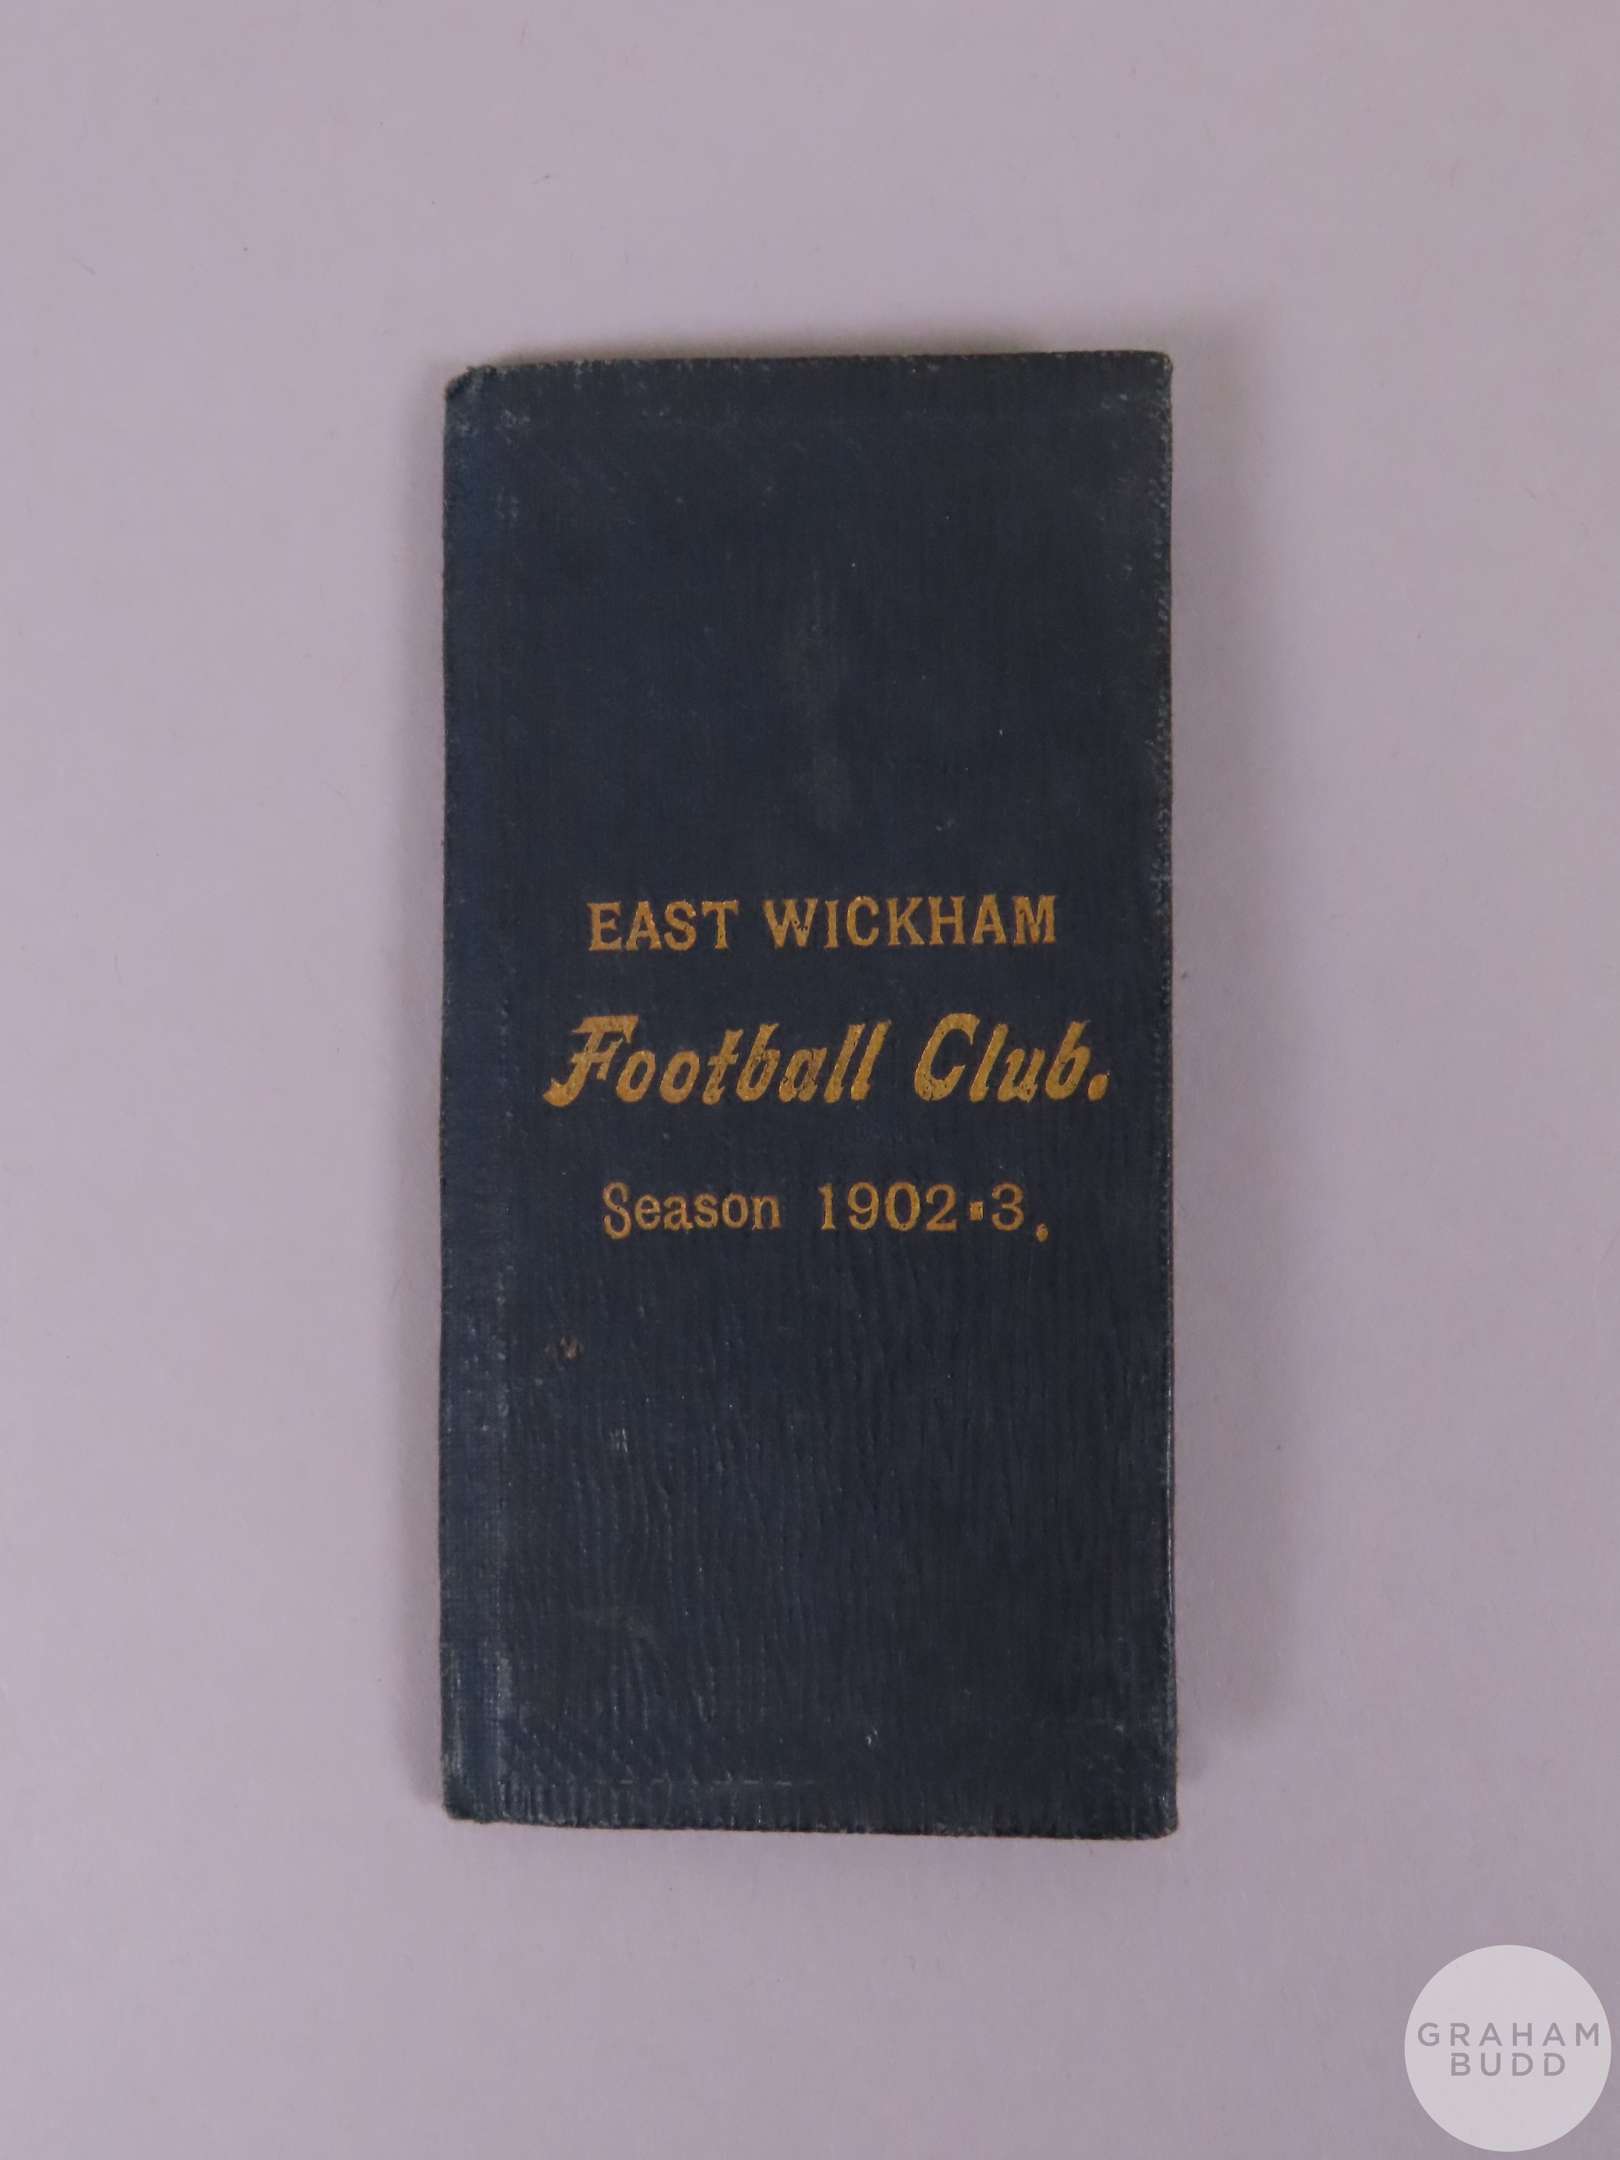 EAST WICKHAM
Football Club.
Season 1902-3.
GRAHAM
BUDD